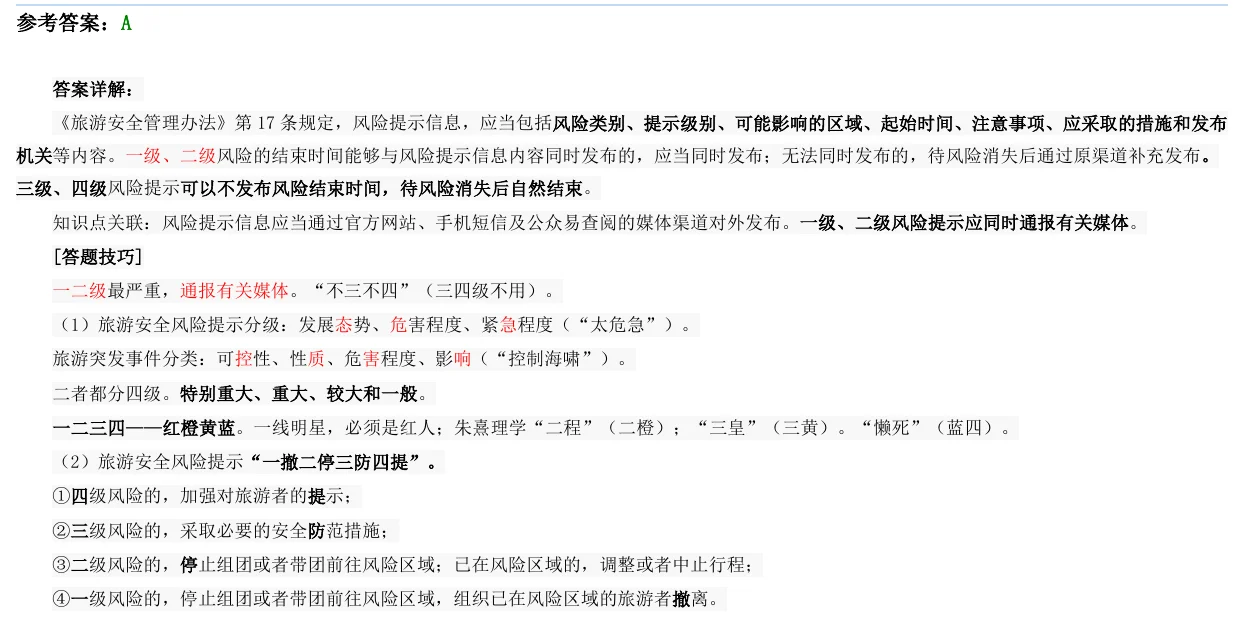 参考答案：A
答案详解：
《旅游安全管理办法》第 17 条规定，风险提示信息，应当包括风险类别、提示级别、可能影响的区域、起始时间、注意事项、应采取的措施和发布
机关等内容。一级、二级风险的结束时间能够与风险提示信息内容同时发布的，应当同时发布；无法同时发布的，待风险消失后通过原渠道补充发布。
三级、四级风险提示可以不发布风险结束时间，待风险消失后自然结束。
知识点关联：风险提示信息应当通过官方网站、手机短信及公众易查阅的媒体渠道对外发布。一级、二级风险提示应同时通报有关媒体。
[答题技巧]
一二级最严重，通报有关媒体。“不三不四”（三四级不用）。
（1）旅游安全风险提示分级：发展态势、危害程度、紧急程度（“太危急”）。
旅游突发事件分类：可控性、性质、危害程度、影响（“控制海啸”）。
二者都分四级。特别重大、重大、较大和一般。
一二三四——红橙黄蓝。一线明星，必须是红人；朱熹理学“二程”（二橙）；“三皇”（三黄）。“懒死”（蓝四）。
（2）旅游安全风险提示“一撤二停三防四提”。
①四级风险的，加强对旅游者的提示；
②三级风险的，采取必要的安全防范措施；
③二级风险的，停止组团或者带团前往风险区域；已在风险区域的，调整或者中止行程；
④一级风险的，停止组团或者带团前往风险区域，组织已在风险区域的旅游者撤离。